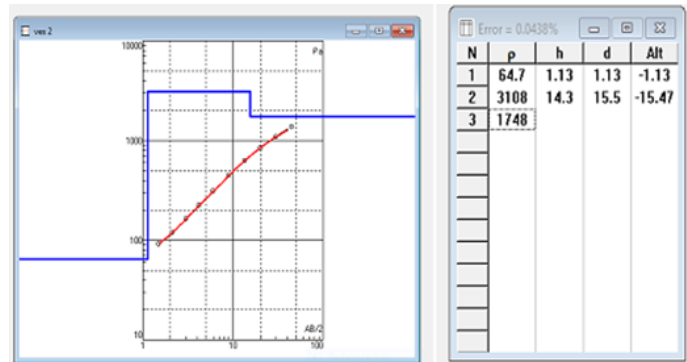 ves 2
10000
ρa
1000
100
10
AB/2
1 10 100
Error = 0.0438%
N ρ h d Alt
1 64.7 1.13 1.13 -1.13
2 3108 14.3 15.5 -15.47
3 1748